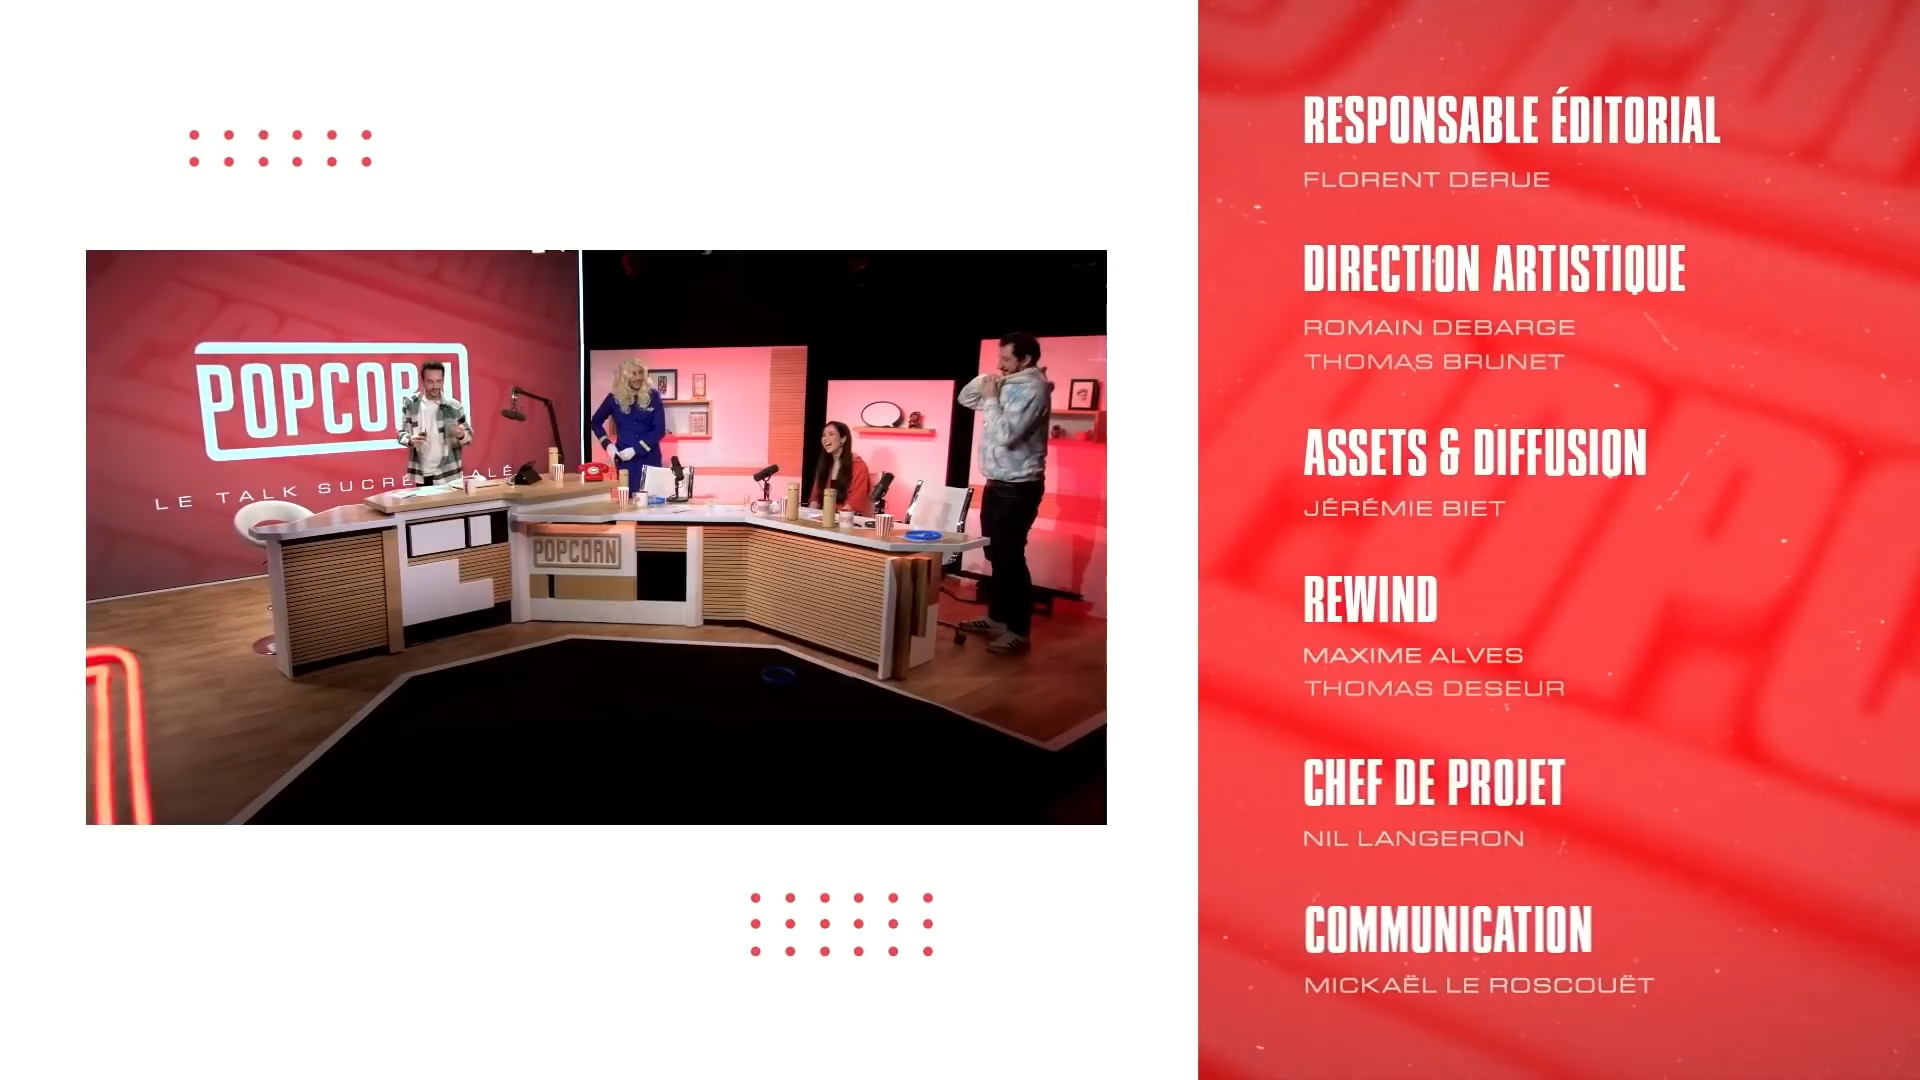 POPCORN
LE TALK SUCRÉ SALÉ
POPCORN
RESPONSABLE ÉDITORIAL
FLORENT DERUE
DIRECTION ARTISTIQUE
ROMAIN DEBARGE
THOMAS BRUNET
ASSETS & DIFFUSION
JÉRÉMIE BIET
REWIND
MAXIME ALVES
THOMAS DESEUR
CHEF DE PROJET
NIL LANGERON
COMMUNICATION
MICKAËL LE ROSCOUËT